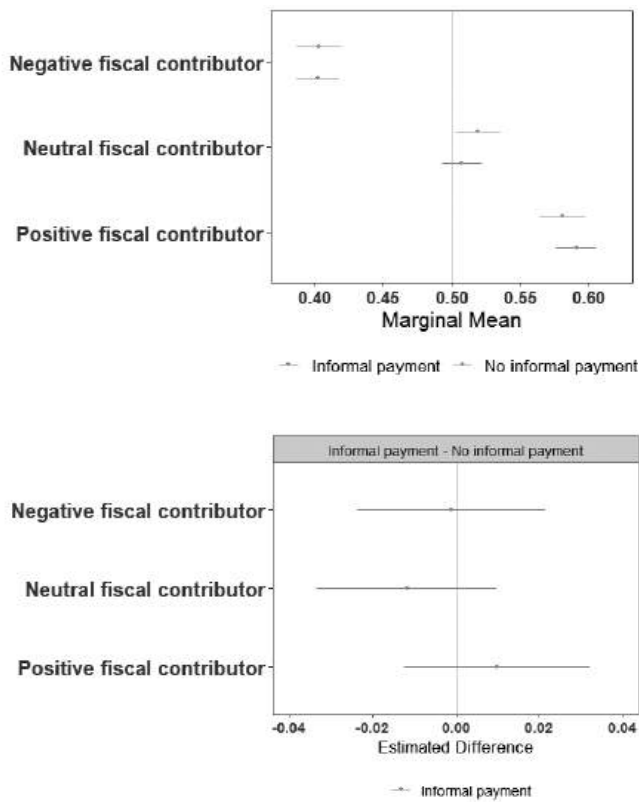 Negative fiscal contributor
Neutral fiscal contributor
Positive fiscal contributor
0.40 0.45 0.50 0.55 0.60
Marginal Mean
Informal payment No informal payment
Informal payment - No informal payment
Negative fiscal contributor
Neutral fiscal contributor
Positive fiscal contributor
-0.04 -0.02 0.00 0.02 0.04
Estimated Difference
Informal payment